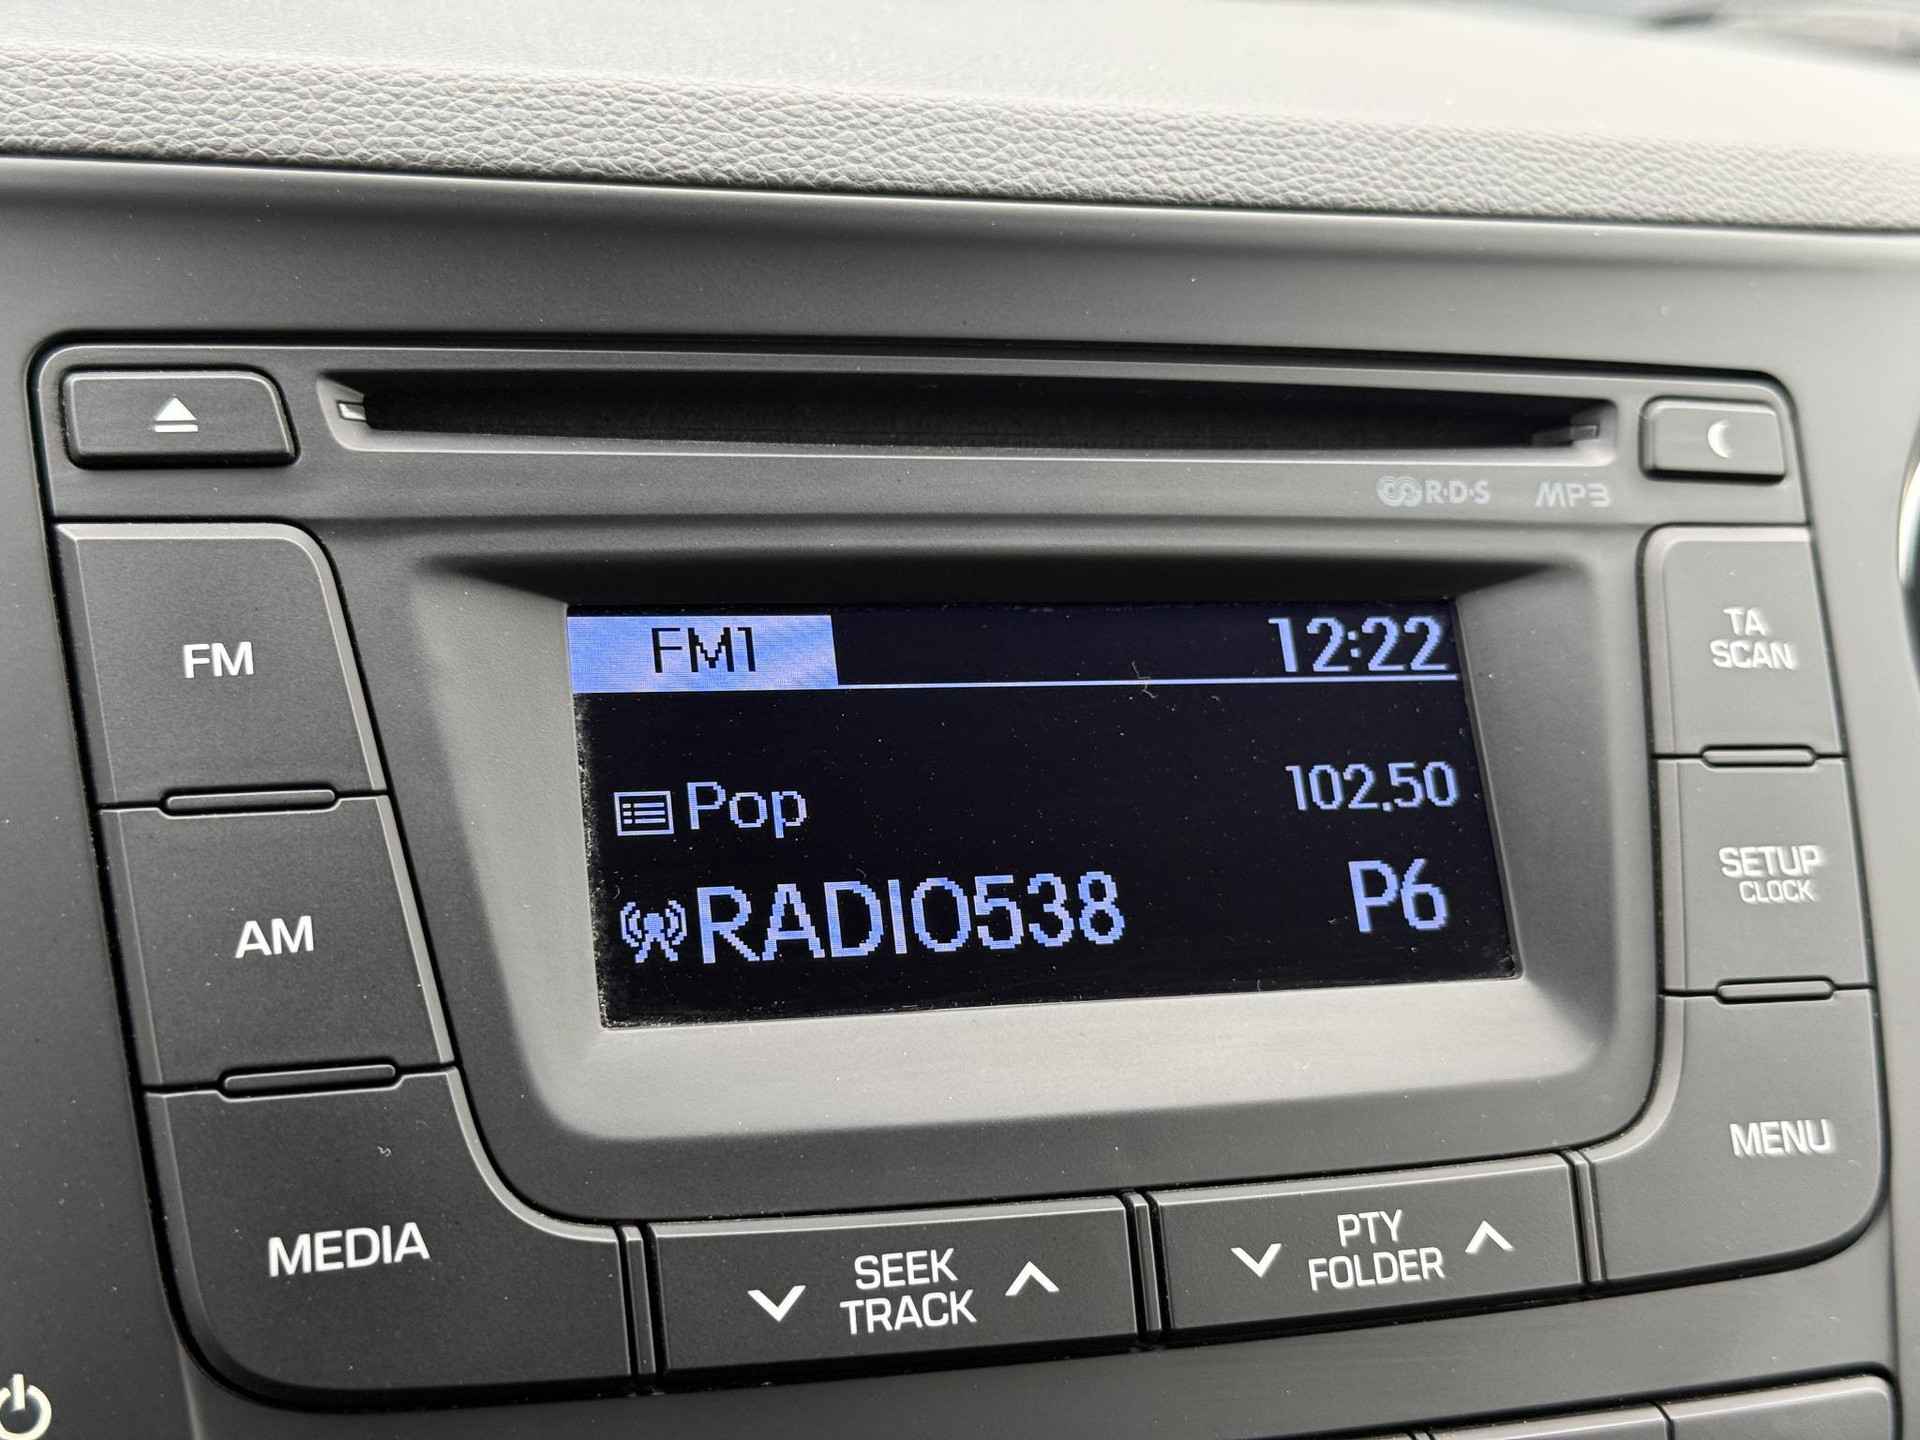 R·D·S MP3
FM
AM
MEDIA
FM1 12:22
Pop 102.50
RADIO538 P6
TA
SCAN
SETUP
CLOCK
MENU
SEEK
TRACK
PTY
FOLDER